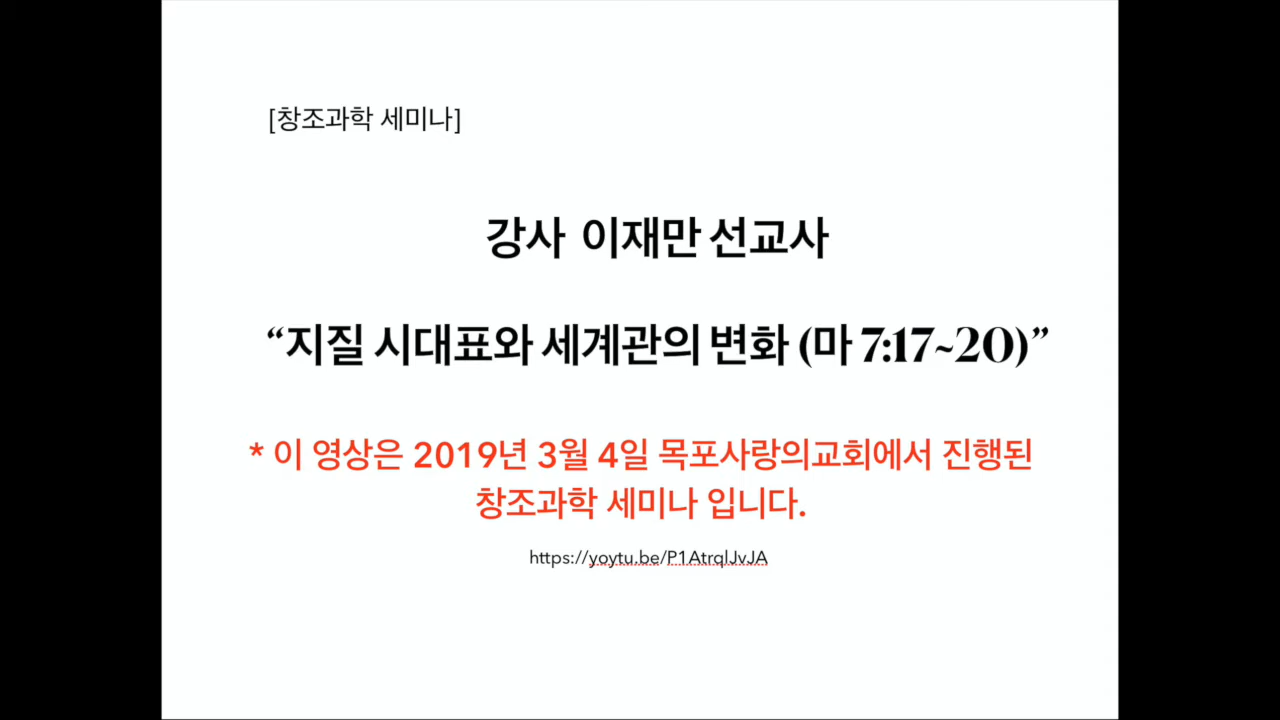 [창조과학 세미나]
강사 이재만 선교사
“지질 시대표와 세계관의 변화 (마 7:17~20)”
* 이 영상은 2019년 3월 4일 목포사랑의교회에서 진행된
창조과학 세미나 입니다.
https://yoytu.be/P1AtrqlJvJA